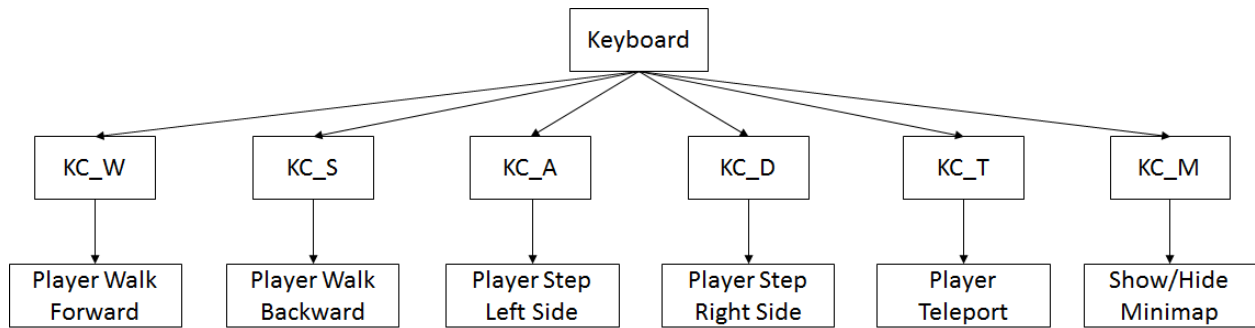 Keyboard
KC_W
KC_S
KC_A
KC_D
KC_T
KC_M
Player Walk
Forward
Player Walk
Backward
Player Step
Left Side
Player Step
Right Side
Player
Teleport
Show/Hide
Minimap